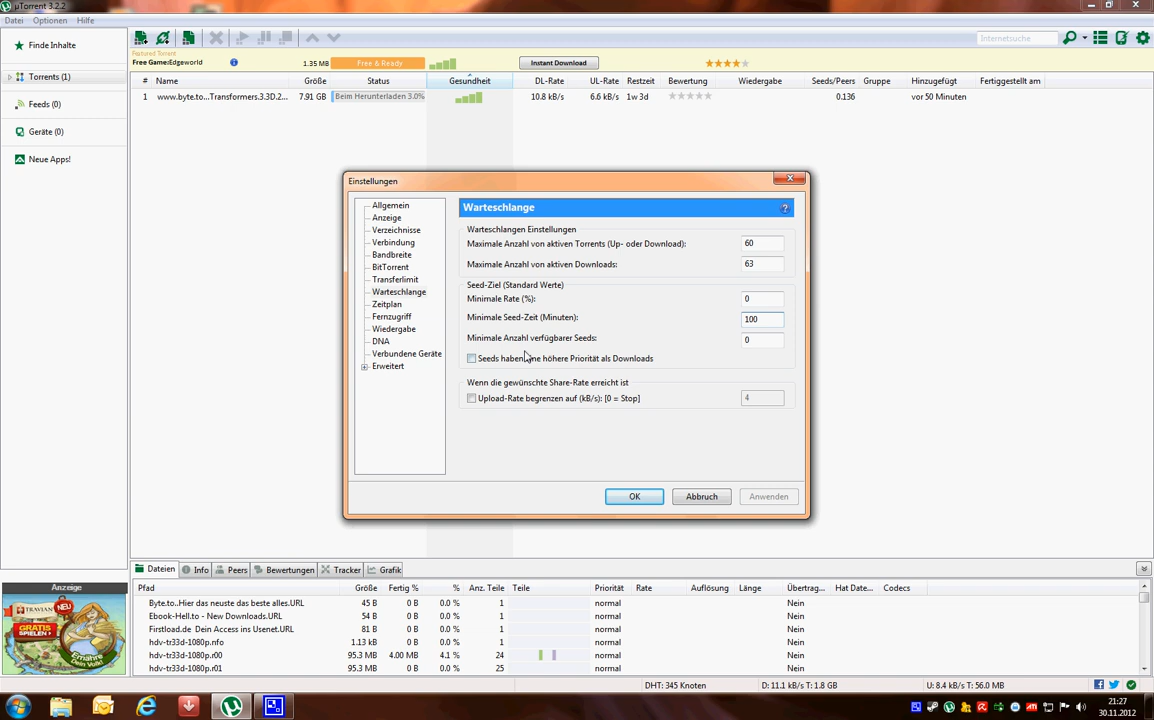 µTorrent 3.2.2
Datei Optionen Hilfe
Internetsuche
Finde Inhalte
Torrents (1)
Feeds (0)
Geräte (0)
Neue Apps!
Featured Torrent
Free Game:Edgeworld 1.35 MB Free & Ready Instant Download
# Name Größe Status Gesundheit DL-Rate UL-Rate Restzeit Bewertung Wiedergabe Seeds/Peers Gruppe Hinzugefügt Fertiggestellt am
1 www.byte.to...Transformers.3.3D.2... 7.91 GB Beim Herunterladen 3.0% 10.8 kB/s 6.6 kB/s 1w 3d 0.136 vor 50 Minuten
Einstellungen
Allgemein
Anzeige
Verzeichnisse
Verbindung
Bandbreite
BitTorrent
Transferlimit
Warteschlange
Zeitplan
Fernzugriff
Wiedergabe
DNA
Verbundene Geräte
Erweitert
Warteschlange
Warteschlangen Einstellungen
Maximale Anzahl von aktiven Torrents (Up- oder Download): 60
Maximale Anzahl von aktiven Downloads: 63
Seed-Ziel (Standard Werte)
Minimale Rate (%): 0
Minimale Seed-Zeit (Minuten): 100
Minimale Anzahl verfügbarer Seeds: 0
Seeds haben ne höhere Priorität als Downloads
Wenn die gewünschte Share-Rate erreicht ist
Upload-Rate begrenzen auf (kB/s): [0 = Stop] 4
OK Abbruch Anwenden
Dateien Info Peers Bewertungen Tracker Grafik
Pfad Größe Fertig % % Anz. Teile Teile Priorität Rate Auflösung Länge Übertrag... Hat Date... Codecs
Byte.to..Hier das neuste das beste alles.URL 45 B 0 B 0.0 % 1 normal Nein
Ebook-Hell.to - New Downloads.URL 54 B 0 B 0.0 % 1 normal Nein
Firstload.de Dein Access ins Usenet.URL 81 B 0 B 0.0 % 1 normal Nein
hdv-tr33d-1080p.nfo 1.13 kB 0 B 0.0 % 1 normal Nein
hdv-tr33d-1080p.r00 95.3 MB 4.00 MB 4.1 % 24 normal Nein
hdv-tr33d-1080p.r01 95.3 MB 0 B 0.0 % 25 normal Nein
Anzeige
TRAVIAN
NEU
GRATIS
SPIELEN
Ernähre
Dein Volk!
DHT: 345 Knoten D: 11.1 kB/s T: 1.8 GB U: 8.4 kB/s T: 56.0 MB
21:27
30.11.2012